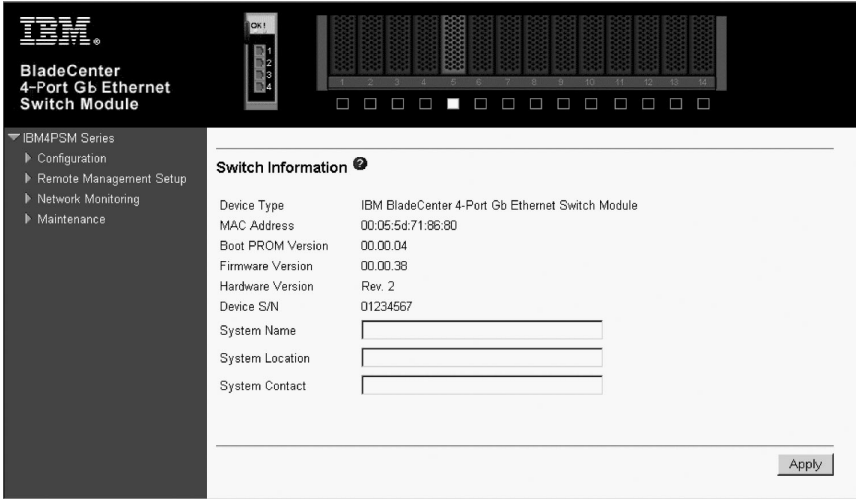 IBM®
BladeCenter
4-Port Gb Ethernet
Switch Module
OK!
1
2
3
4
1 2 3 4 5 6 7 8 9 10 11 12 13 14
IBM4PSM Series
Configuration
Remote Management Setup
Network Monitoring
Maintenance
Switch Information ?
Device Type IBM BladeCenter 4-Port Gb Ethernet Switch Module
MAC Address 00:05:5d:71:86:80
Boot PROM Version 00.00.04
Firmware Version 00.00.38
Hardware Version Rev. 2
Device S/N 01234567
System Name
System Location
System Contact
Apply